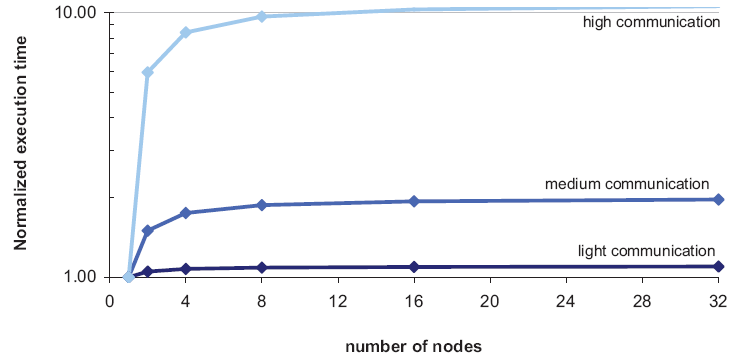 10.00
high communication
Normalized execution time
medium communication
light communication
1.00
0 4 8 12 16 20 24 28 32
number of nodes